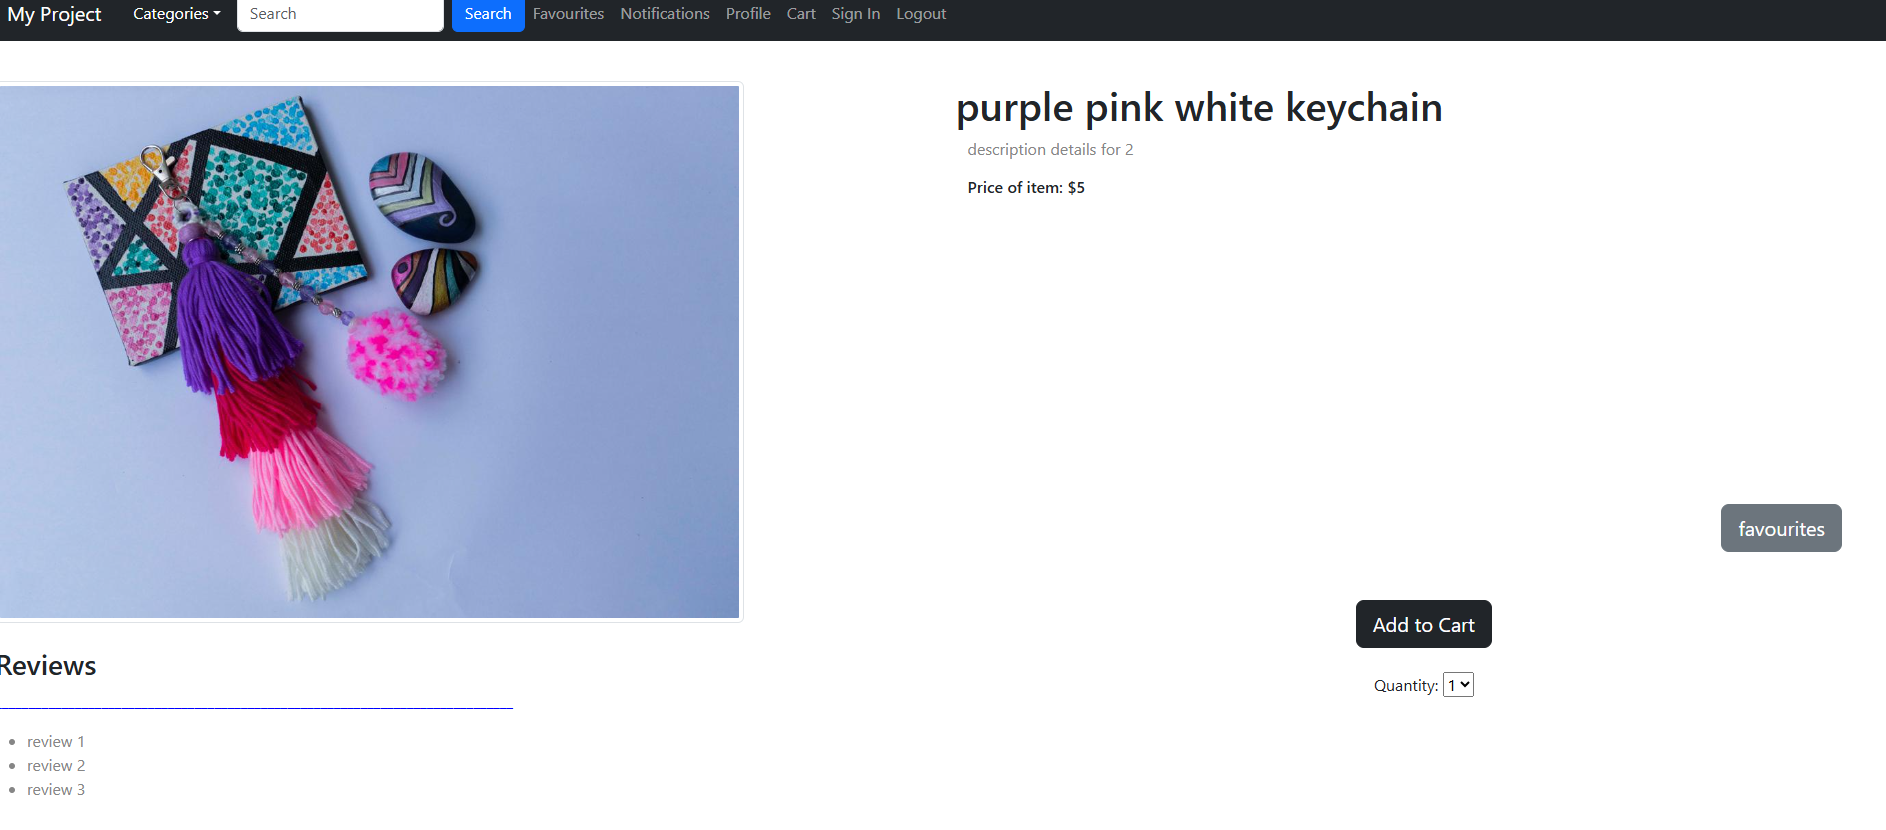 My Project Categories Search Search Favourites Notifications Profile Cart Sign In Logout
purple pink white keychain
description details for 2
Price of item: $5
favourites
Add to Cart
Quantity: 1
Reviews
review 1
review 2
review 3